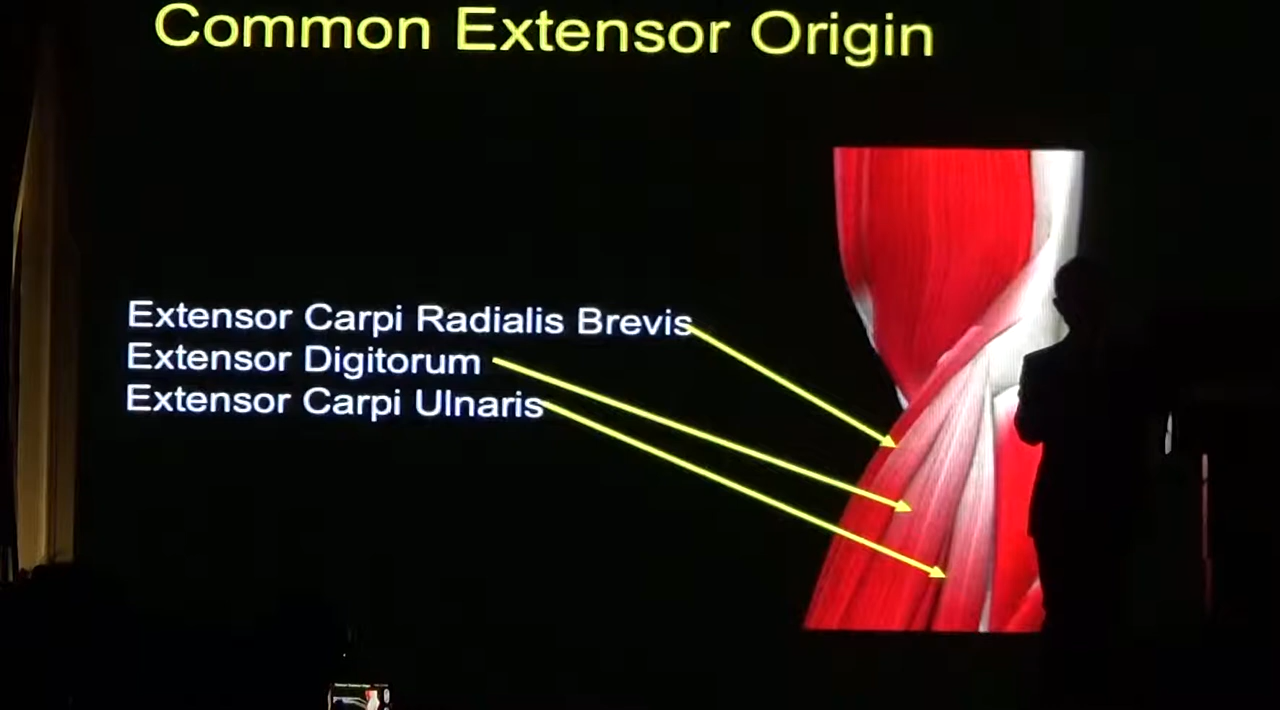 Common Extensor Origin
Extensor Carpi Radialis Brevis
Extensor Digitorum
Extensor Carpi Ulnaris